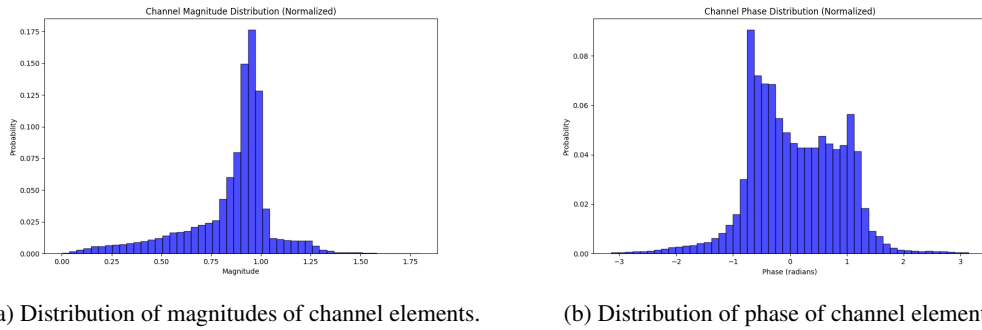 Channel Magnitude Distribution (Normalized)
Probability
0.175
0.150
0.125
0.100
0.075
0.050
0.025
0.000
0.00 0.25 0.50 0.75 1.00 1.25 1.50 1.75
Magnitude
Channel Phase Distribution (Normalized)
Probability
0.08
0.06
0.04
0.02
0.00
−3 −2 −1 0 1 2 3
Phase (radians)
a) Distribution of magnitudes of channel elements.
(b) Distribution of phase of channel element